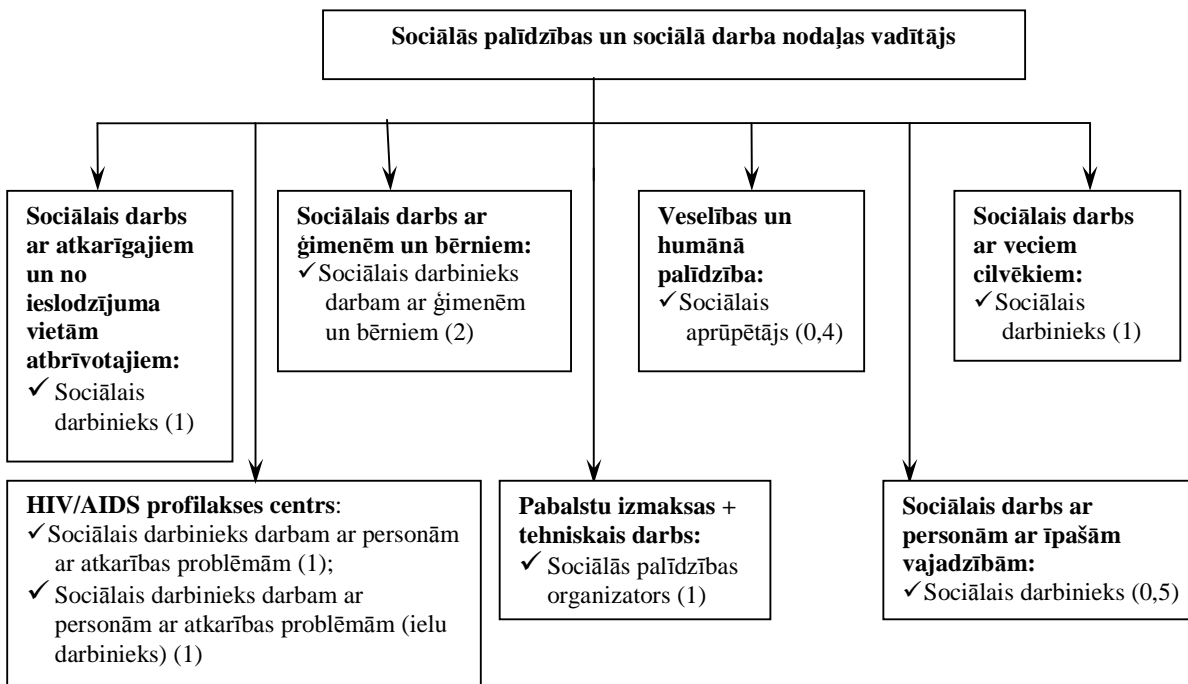 Sociālās palīdzības un sociālā darba nodaļas vadītājs
Sociālais darbs
ar atkarīgajiem
un no
ieslodzījuma
vietām
atbrīvotajiem:
✓ Sociālais
darbinieks (1)
Sociālais darbs ar
ģimenēm un bērniem:
✓ Sociālais darbinieks
darbam ar ģimenēm
un bērniem (2)
Veselības un
humānā
palīdzība:
✓ Sociālais
aprūpētājs (0,4)
Sociālais darbs
ar veciem
cilvēkiem:
✓ Sociālais
darbinieks (1)
HIV/AIDS profilakses centrs:
✓ Sociālais darbinieks darbam ar personām
ar atkarības problēmām (1);
✓ Sociālais darbinieks darbam ar
personām ar atkarības problēmām (ielu
darbinieks) (1)
Pabalstu izmaksas +
tehniskais darbs:
✓ Sociālās palīdzības
organizators (1)
Sociālais darbs ar
personām ar īpašām
vajadzībām:
✓ Sociālais darbinieks (0,5)